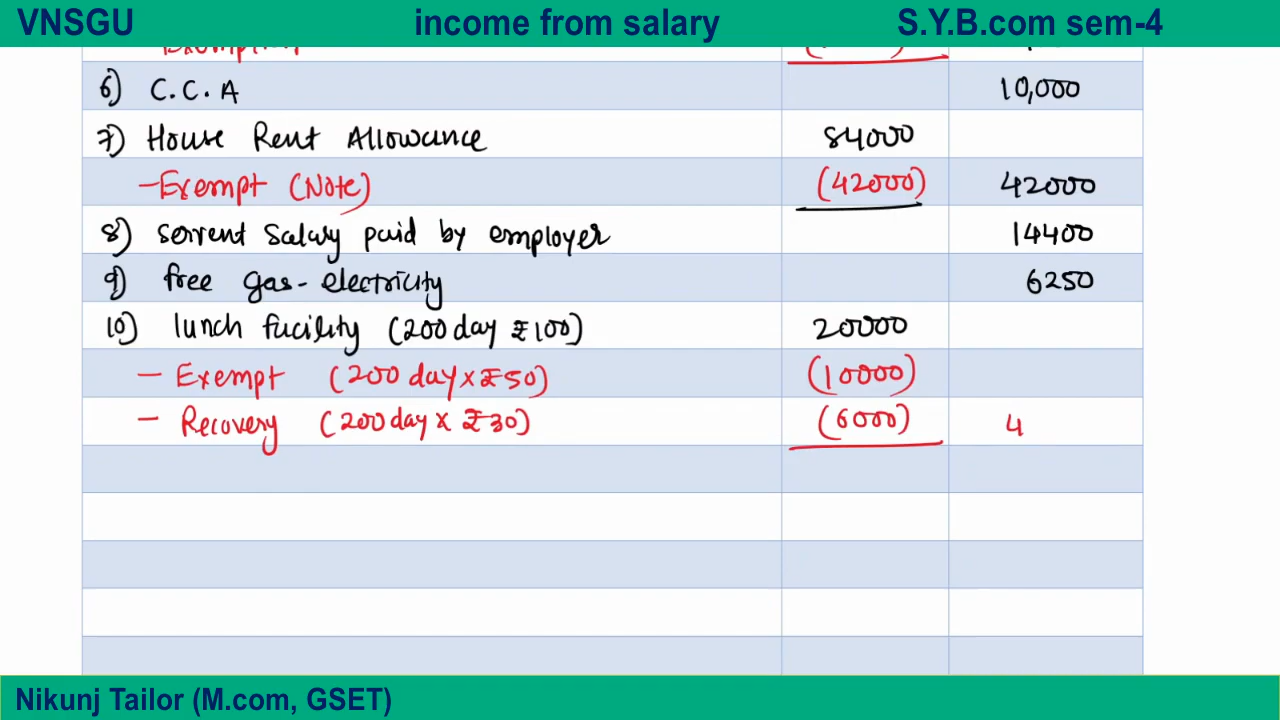 VNSGU income from salary S.Y.B.com sem-4
6) C.C.A 10,000
7) House Rent Allowance 84000
- Exempt (Note) (42000) 42000
8) Servent Salary paid by employer 14400
9) free gas-electricity 6250
10) lunch facility (200 day ₹100) 20000
- Exempt (200 day x ₹50) (10000)
- Recovery (200 day x ₹30) (6000) 4
Nikunj Tailor (M.com, GSET)